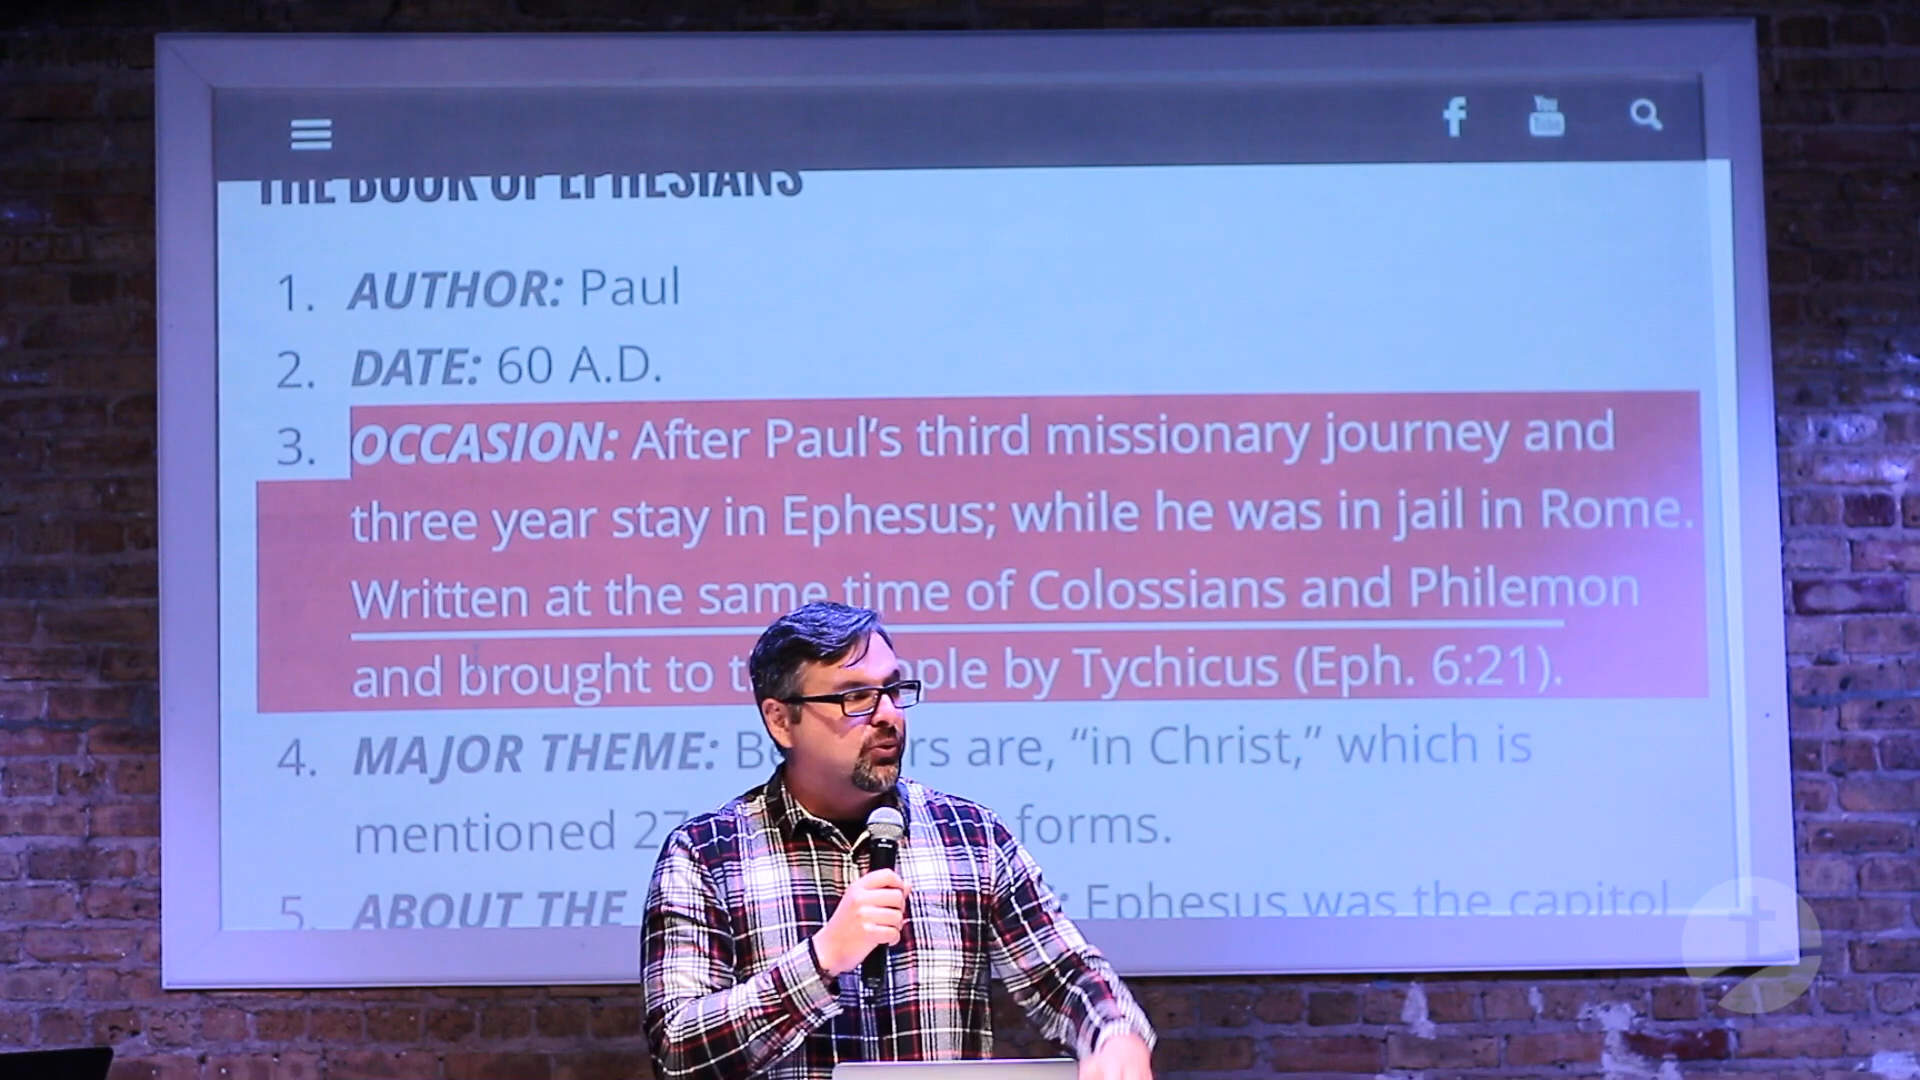 THE BOOK OF EPHESIANS
1. AUTHOR: Paul
2. DATE: 60 A.D.
3. OCCASION: After Paul’s third missionary journey and
three year stay in Ephesus; while he was in jail in Rome.
Written at the same time of Colossians and Philemon
and brought to by Tychicus (Eph. 6:21).
4. MAJOR THEME: are, “in Christ,” which is
mentioned 27 forms.
5. ABOUT THE : Ephesus was the capitol
You
Tube